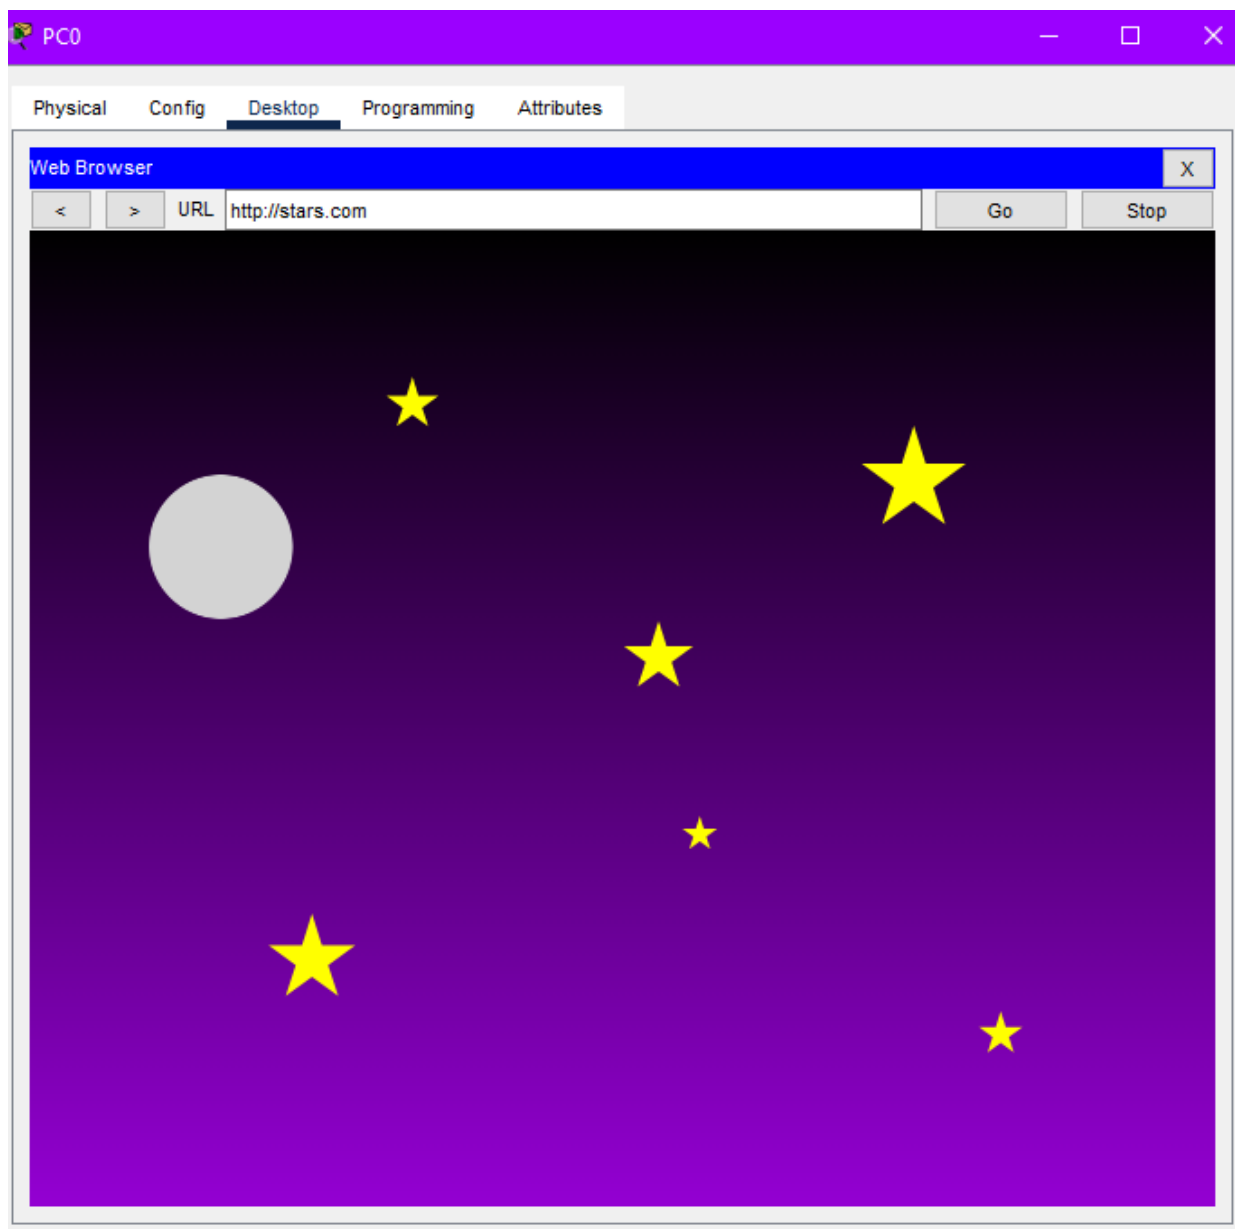 PC0
Physical Config Desktop Programming Attributes
Web Browser X
< > URL http://stars.com Go Stop